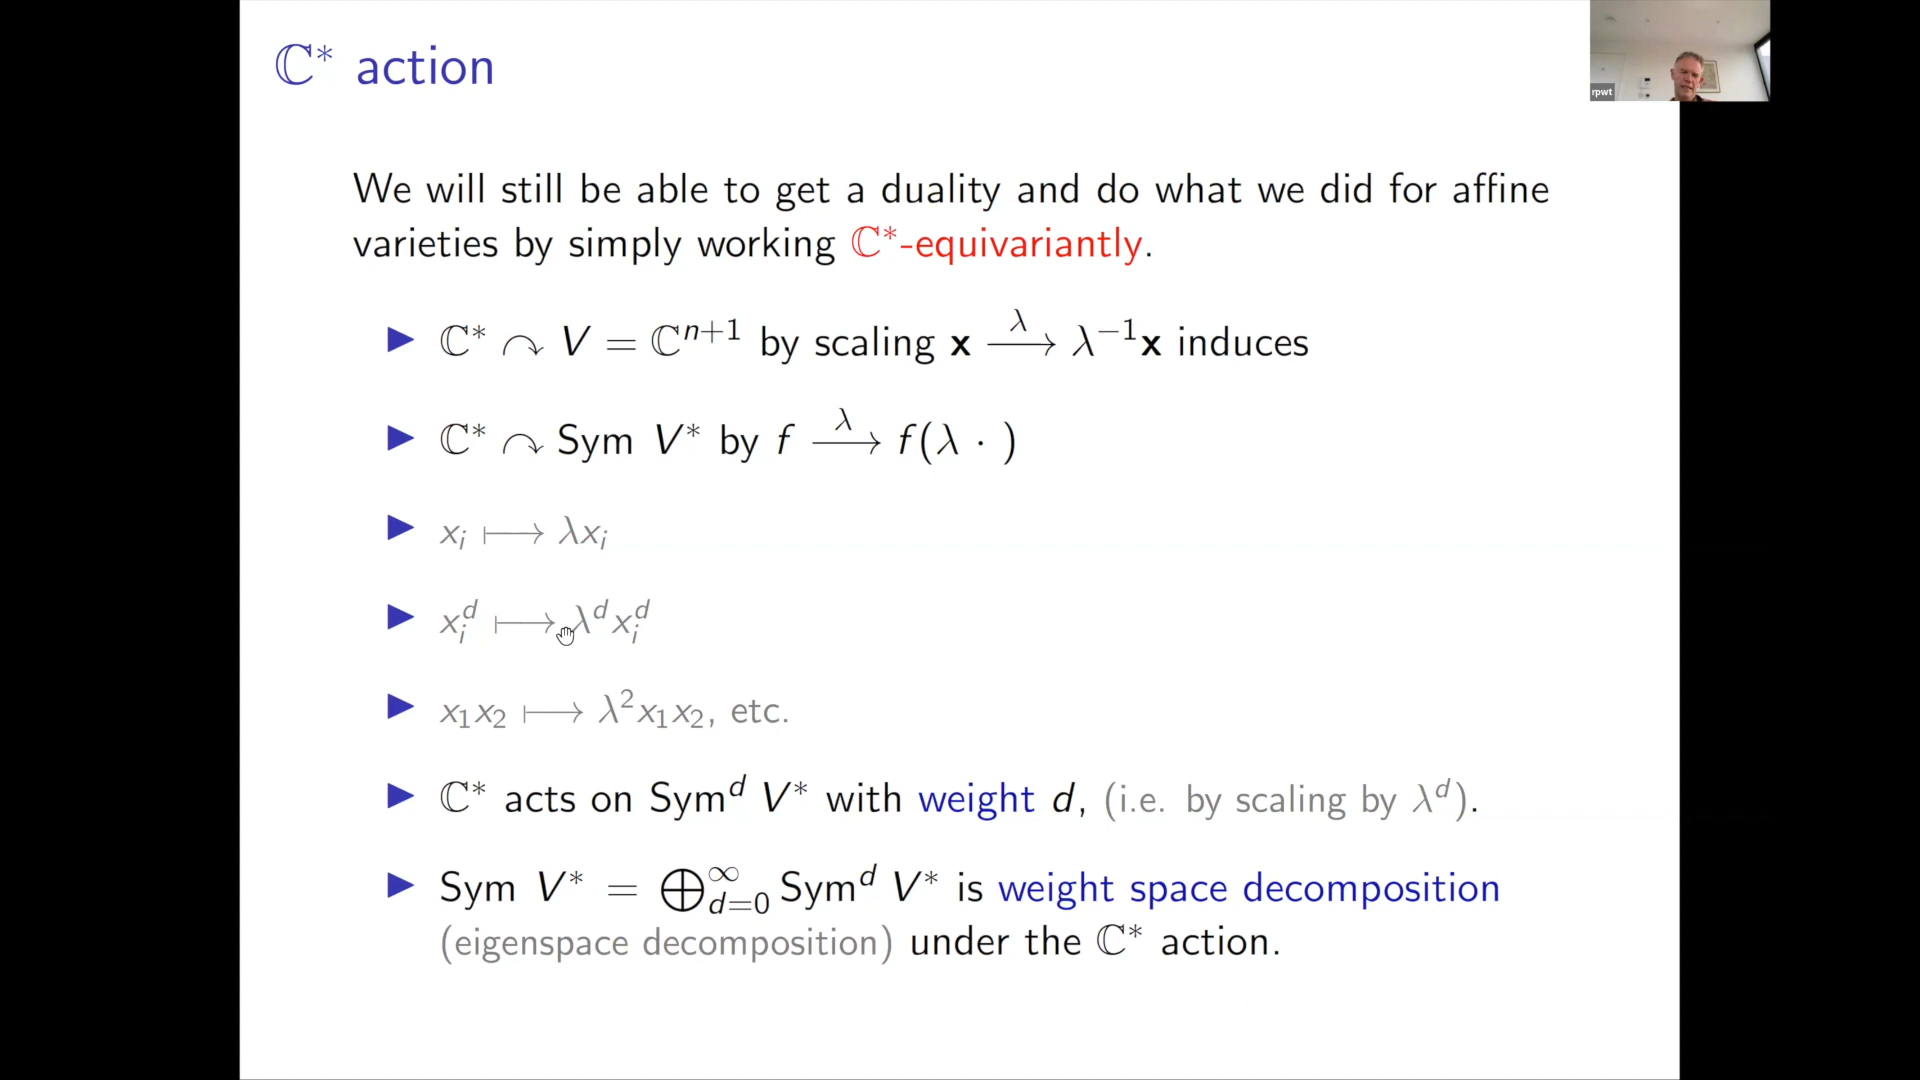 ℂ* action
rpwt
We will still be able to get a duality and do what we did for affine
varieties by simply working ℂ*-equivariantly.
▶ ℂ* ↷ V = ℂⁿ⁺¹ by scaling x —λ→ λ⁻¹x induces
▶ ℂ* ↷ Sym V* by f —λ→ f(λ · )
▶ xᵢ ⟼ λxᵢ
▶ xᵢᵈ ⟼ λᵈxᵢᵈ
▶ x₁x₂ ⟼ λ²x₁x₂, etc.
▶ ℂ* acts on Symᵈ V* with weight d, (i.e. by scaling by λᵈ).
▶ Sym V* = ⊕_{d=0}^{∞} Symᵈ V* is weight space decomposition
(eigenspace decomposition) under the ℂ* action.